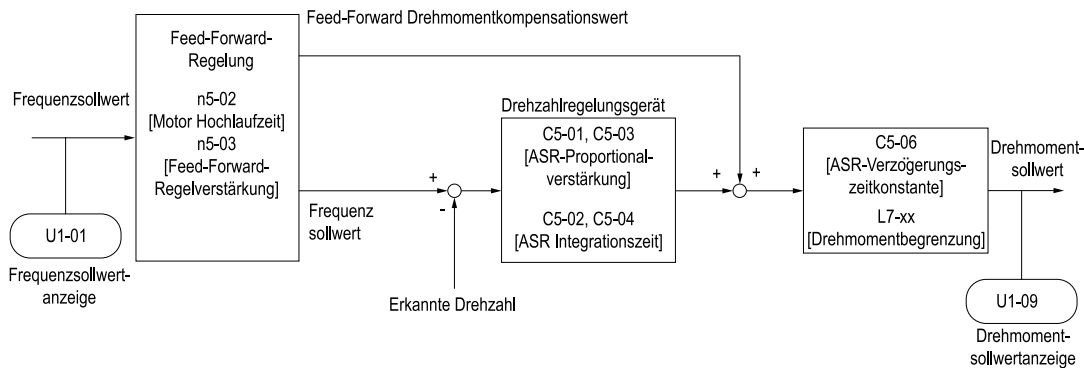 Feed-Forward Drehmomentkompensationswert
Feed-Forward-
Regelung
n5-02
[Motor Hochlaufzeit]
n5-03
[Feed-Forward-
Regelverstärkung]
Frequenzsollwert
U1-01
Frequenzsollwert-
anzeige
+
-
Frequenz
sollwert
Erkannte Drehzahl
Drehzahlregelungsgerät
C5-01, C5-03
[ASR-Proportional-
verstärkung]
C5-02, C5-04
[ASR Integrationszeit]
+
+
C5-06
[ASR-Verzögerungs-
zeitkonstante]
L7-xx
[Drehmomentbegrenzung]
Drehmoment-
sollwert
U1-09
Drehmoment-
sollwertanzeige